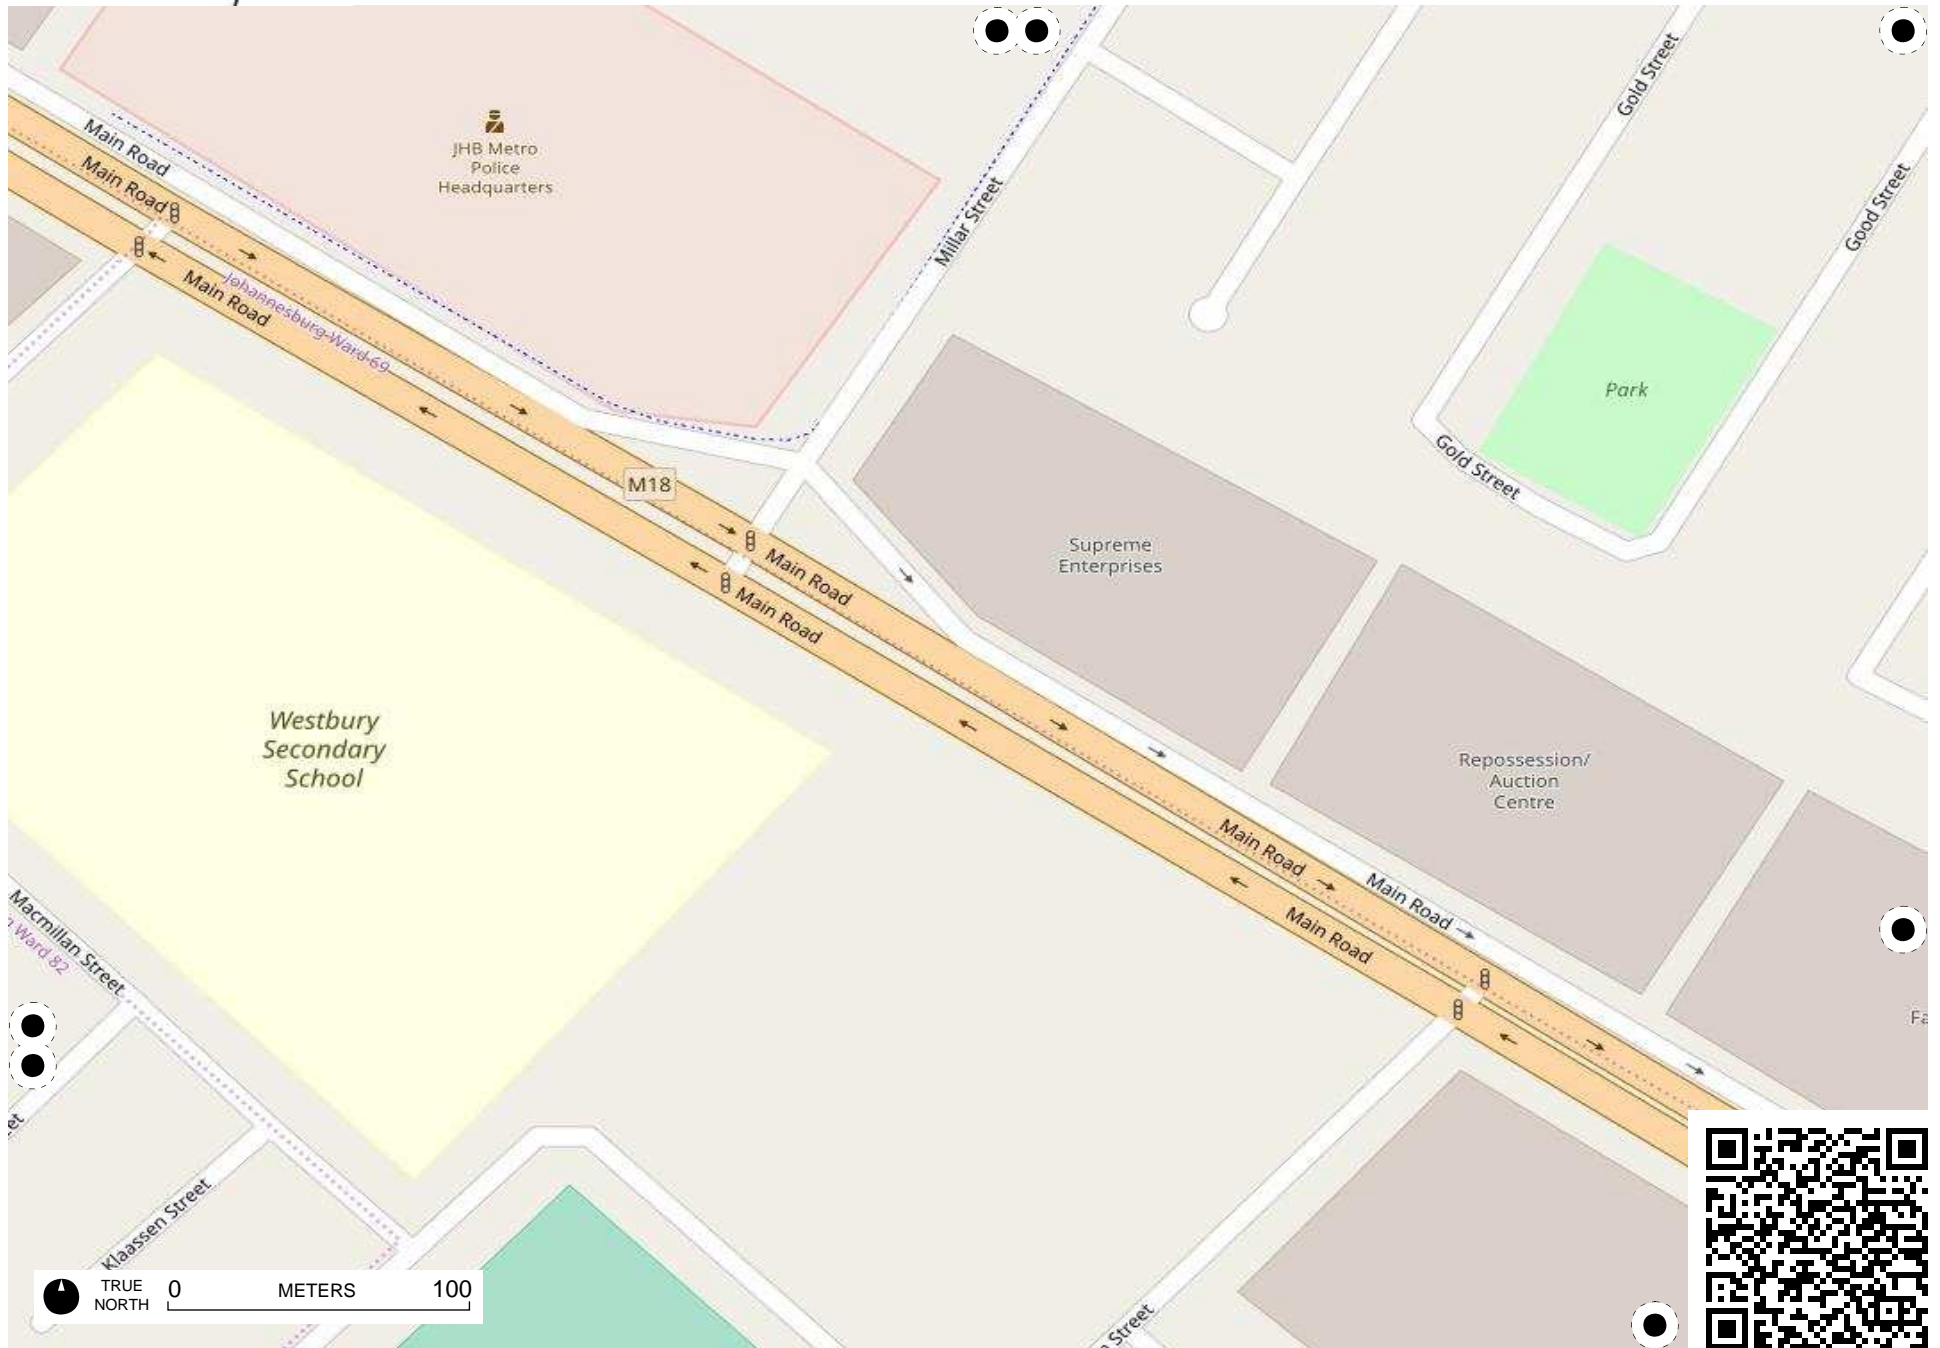 Main Road
Main Road
Main Road
Johannesburg Ward 69
JHB Metro
Police
Headquarters
Millar Street
Gold Street
Good Street
Park
Gold Street
M18
Main Road
Main Road
Supreme
Enterprises
Westbury
Secondary
School
Repossession/
Auction
Centre
Main Road
Main Road
Main Road
Macmillan Street
Ward 82
Klaassen Street
Street
TRUE
NORTH
0 METERS 100